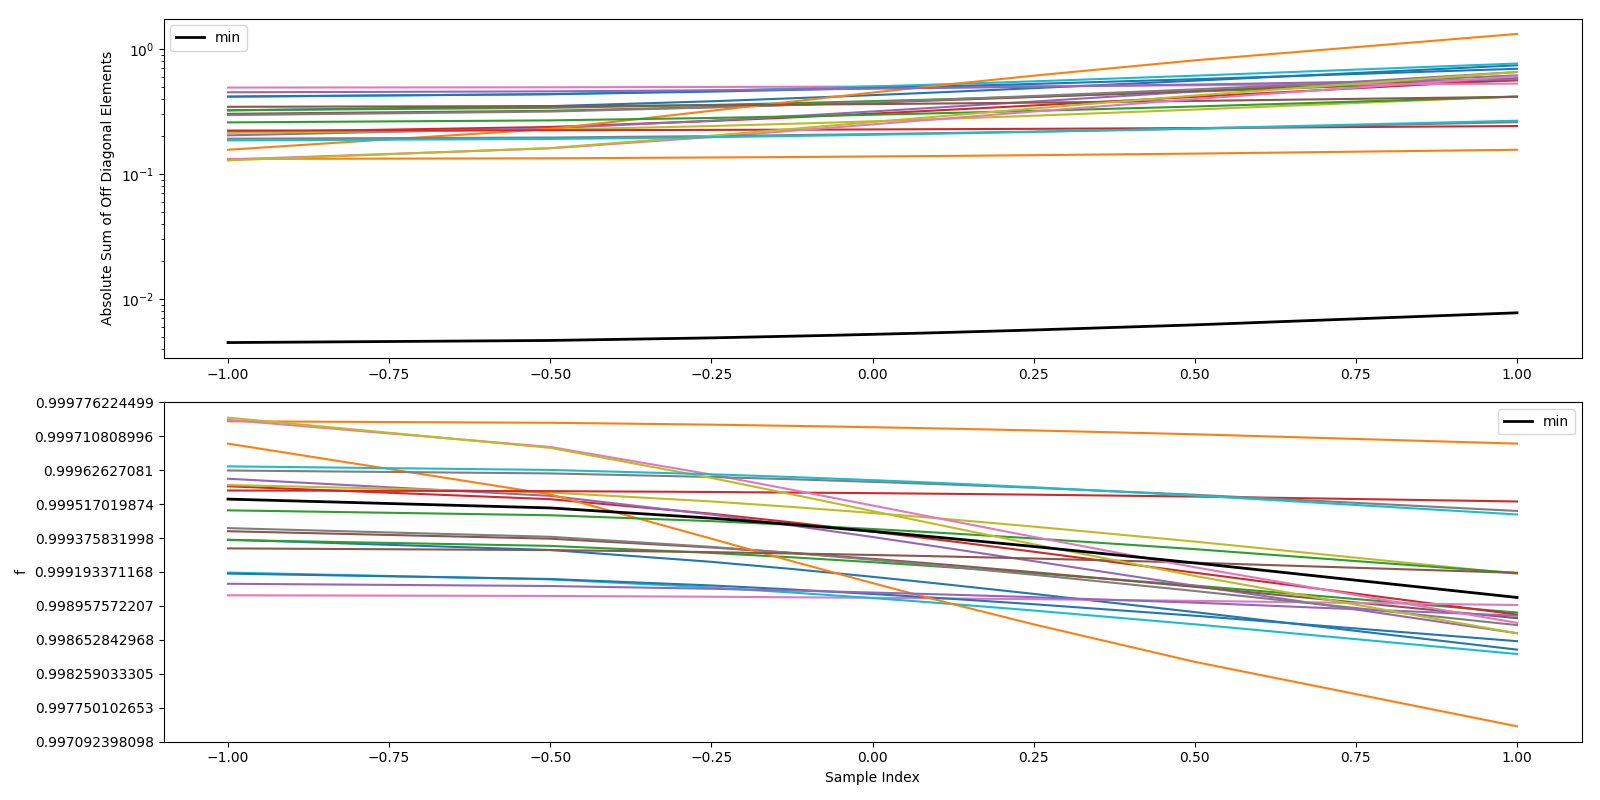 min
Absolute Sum of Off Diagonal Elements
10⁰
10⁻¹
10⁻²
−1.00 −0.75 −0.50 −0.25 0.00 0.25 0.50 0.75 1.00
min
f
0.999776224499
0.999710808996
0.99962627081
0.999517019874
0.999375831998
0.999193371168
0.998957572207
0.998652842968
0.998259033305
0.997750102653
0.997092398098
−1.00 −0.75 −0.50 −0.25 0.00 0.25 0.50 0.75 1.00
Sample Index